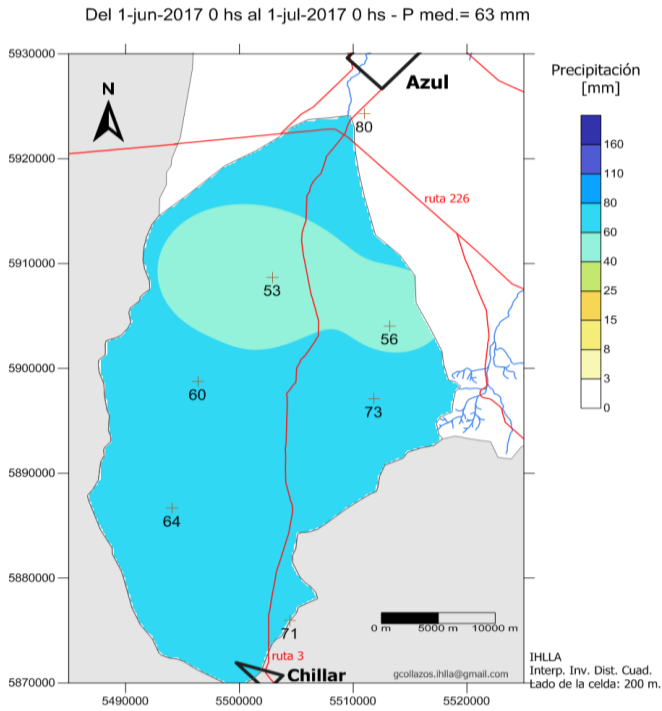 Del 1-jun-2017 0 hs al 1-jul-2017 0 hs - P med.= 63 mm
5930000
5920000
5910000
5900000
5890000
5880000
5870000
5490000
5500000
5510000
5520000
N
Azul
80
ruta 226
53
56
60
73
64
71
ruta 3
Chillar
0 m
5000 m
10000 m
gcollazos.ihlla@gmail.com
Precipitación
[mm]
160
110
80
60
40
25
15
8
3
0
IHLLA
Interp. Inv. Dist. Cuad.
Lado de la celda: 200 m.